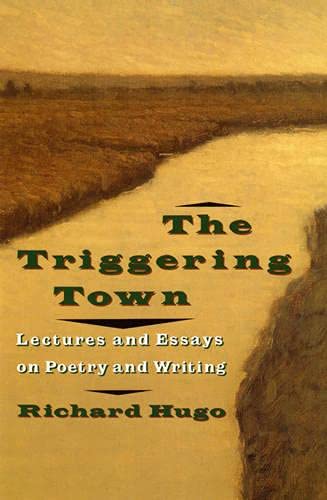 The
Triggering
Town
Lectures and Essays
on Poetry and Writing
Richard Hugo